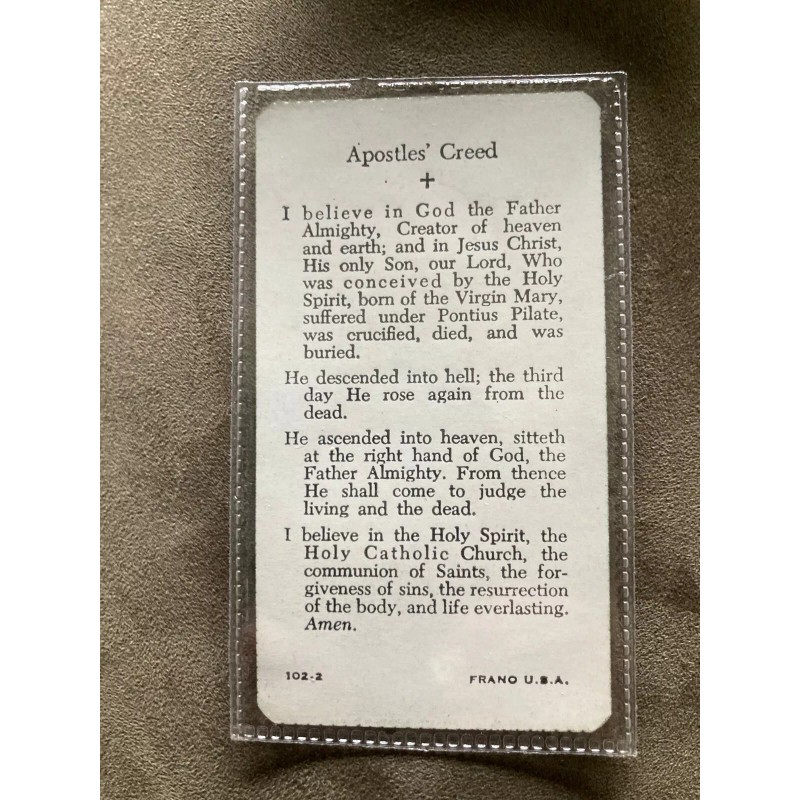 Apostles' Creed
+
I believe in God the Father
Almighty, Creator of heaven
and earth; and in Jesus Christ,
His only Son, our Lord, Who
was conceived by the Holy
Spirit, born of the Virgin Mary,
suffered under Pontius Pilate,
was crucified, died, and was
buried.
He descended into hell; the third
day He rose again from the
dead.
He ascended into heaven, sitteth
at the right hand of God, the
Father Almighty. From thence
He shall come to judge the
living and the dead.
I believe in the Holy Spirit, the
Holy Catholic Church, the
communion of Saints, the for-
giveness of sins, the resurrection
of the body, and life everlasting.
Amen.
102-2 FRANO U.S.A.